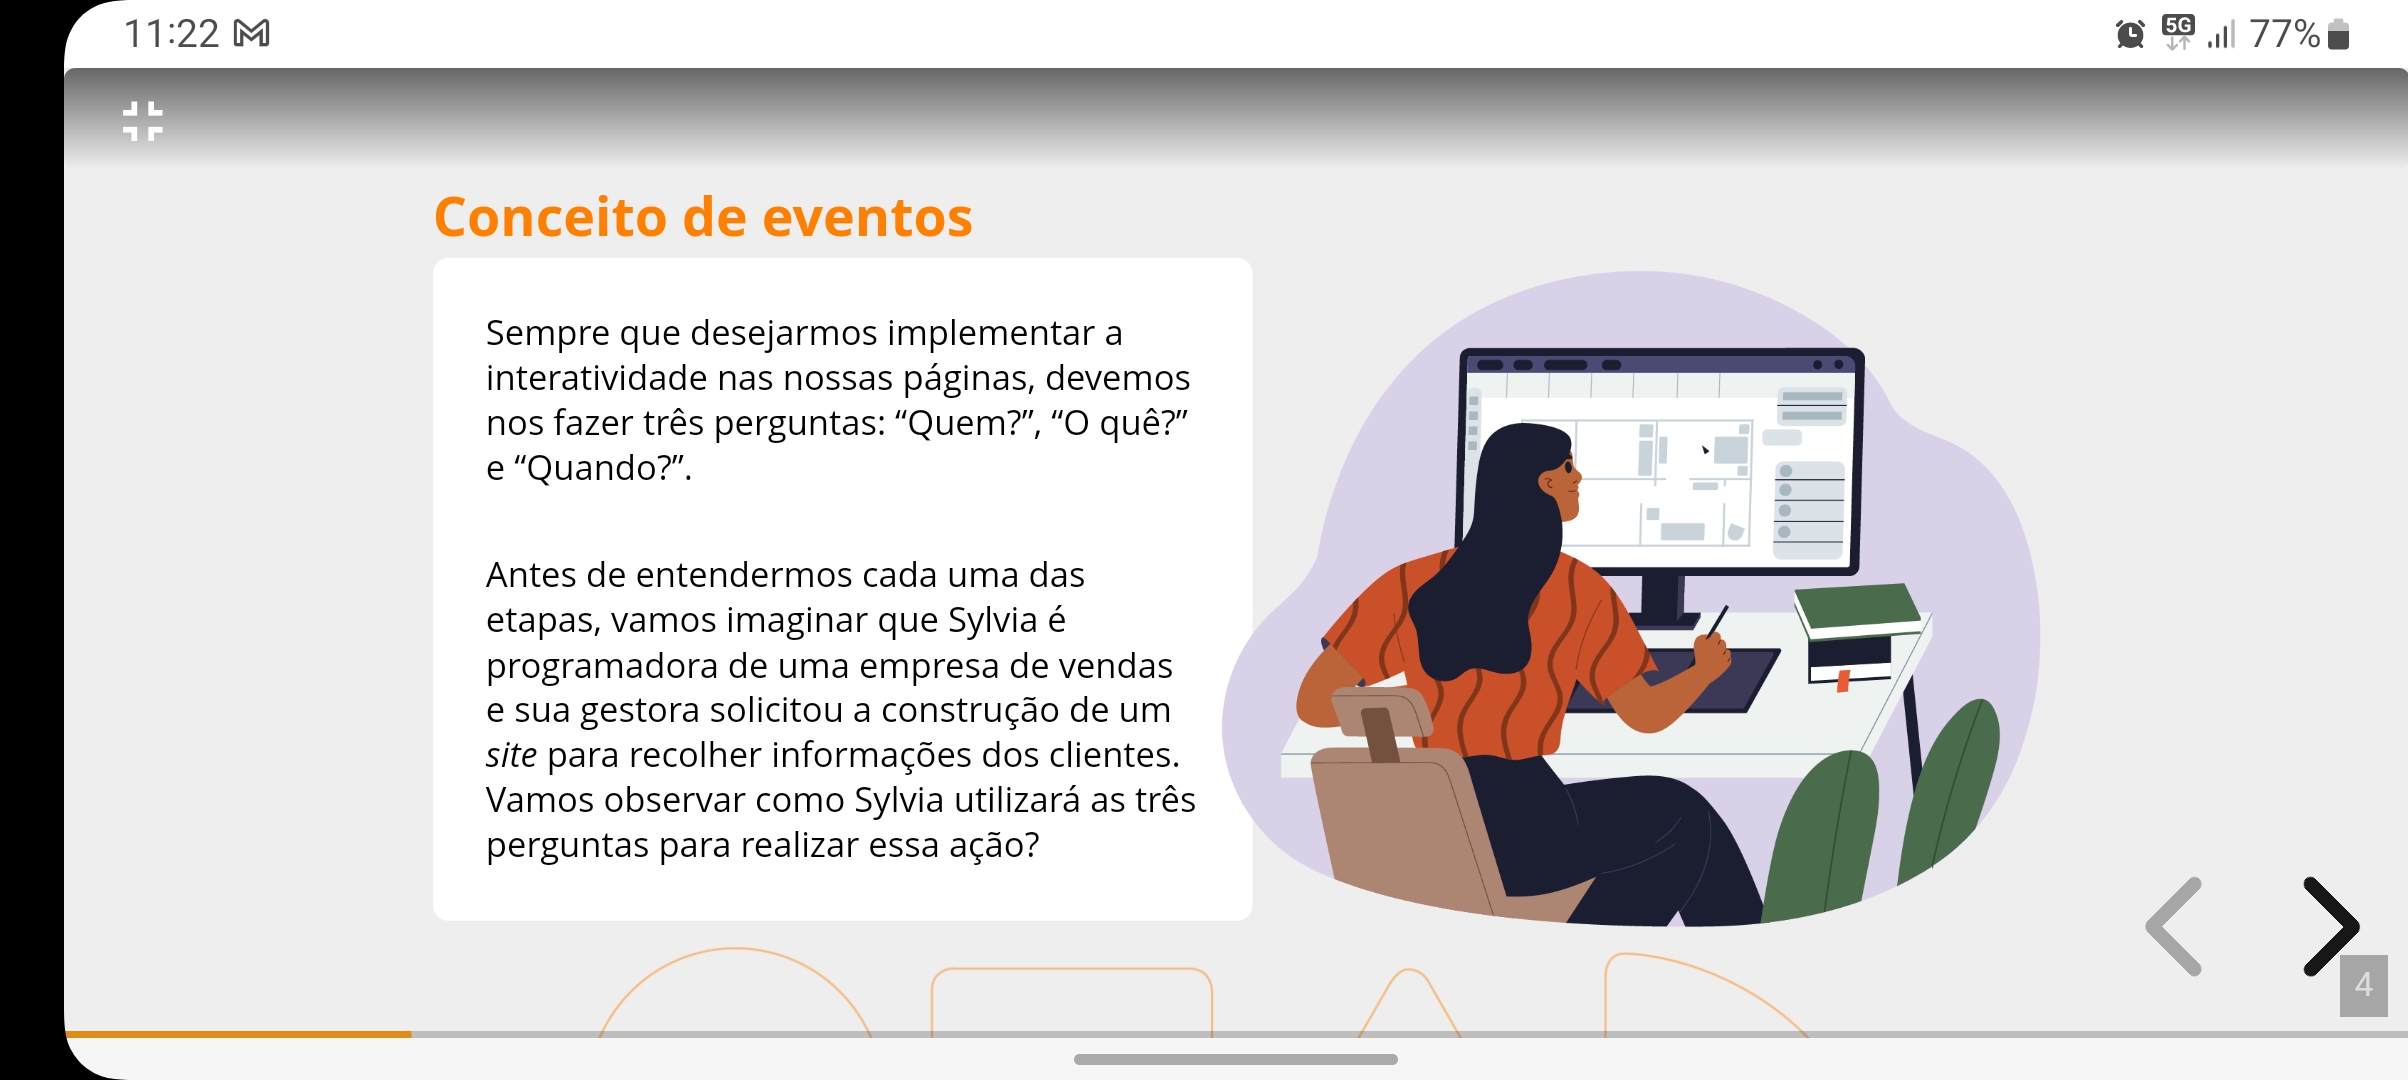 11:22
5G
77%
Conceito de eventos
Sempre que desejarmos implementar a
interatividade nas nossas páginas, devemos
nos fazer três perguntas: “Quem?”, “O quê?”
e “Quando?”.
Antes de entendermos cada uma das
etapas, vamos imaginar que Sylvia é
programadora de uma empresa de vendas
e sua gestora solicitou a construção de um
site para recolher informações dos clientes.
Vamos observar como Sylvia utilizará as três
perguntas para realizar essa ação?
4